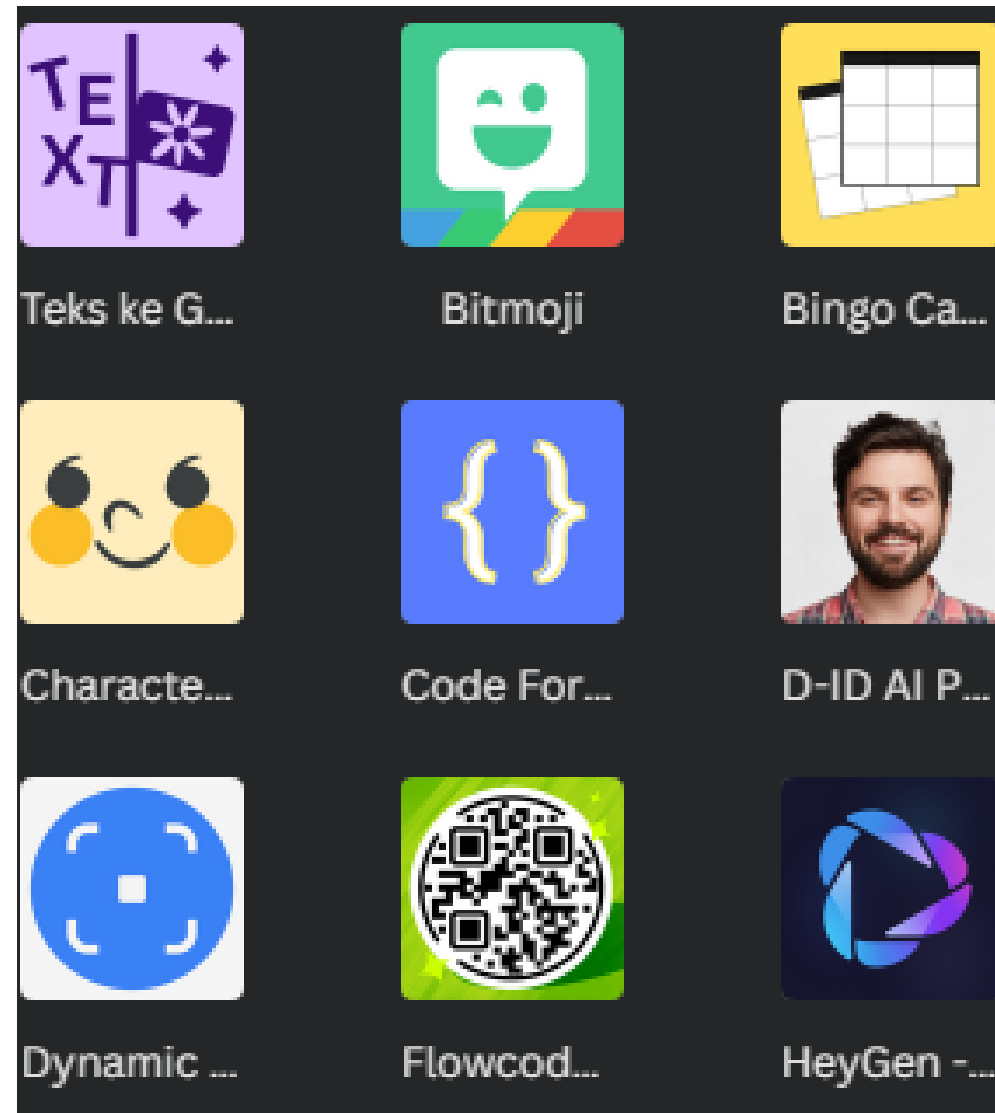 TEXT
Teks ke G...
Bitmoji
Bingo Ca...
Characte...
{ }
Code For...
D-ID AI P...
Dynamic ...
Flowcod...
HeyGen -...